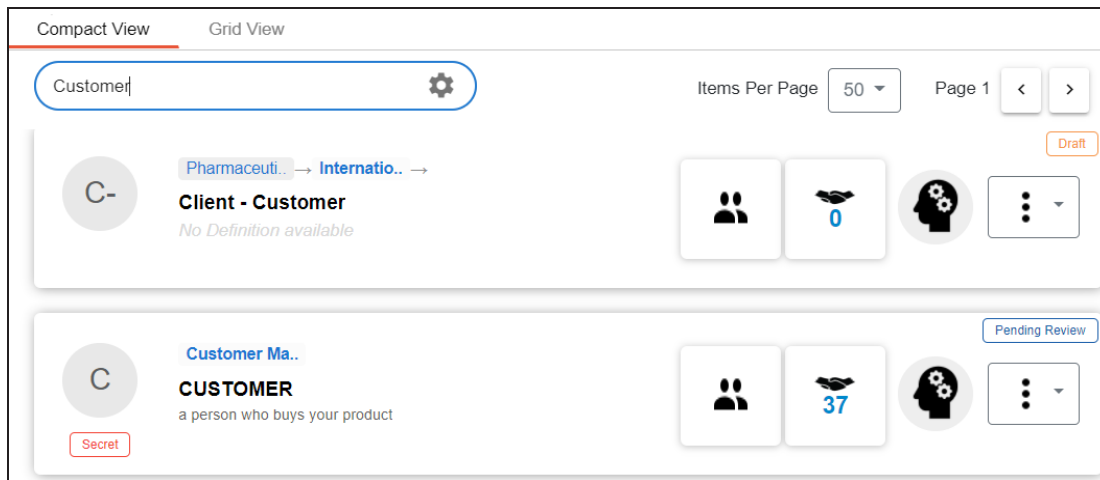 Compact View Grid View
Customer
Items Per Page 50 Page 1
Draft
C-
Pharmaceuti.. → Internatio.. →
Client - Customer
No Definition available
0
Pending Review
C
Customer Ma..
CUSTOMER
a person who buys your product
37
Secret